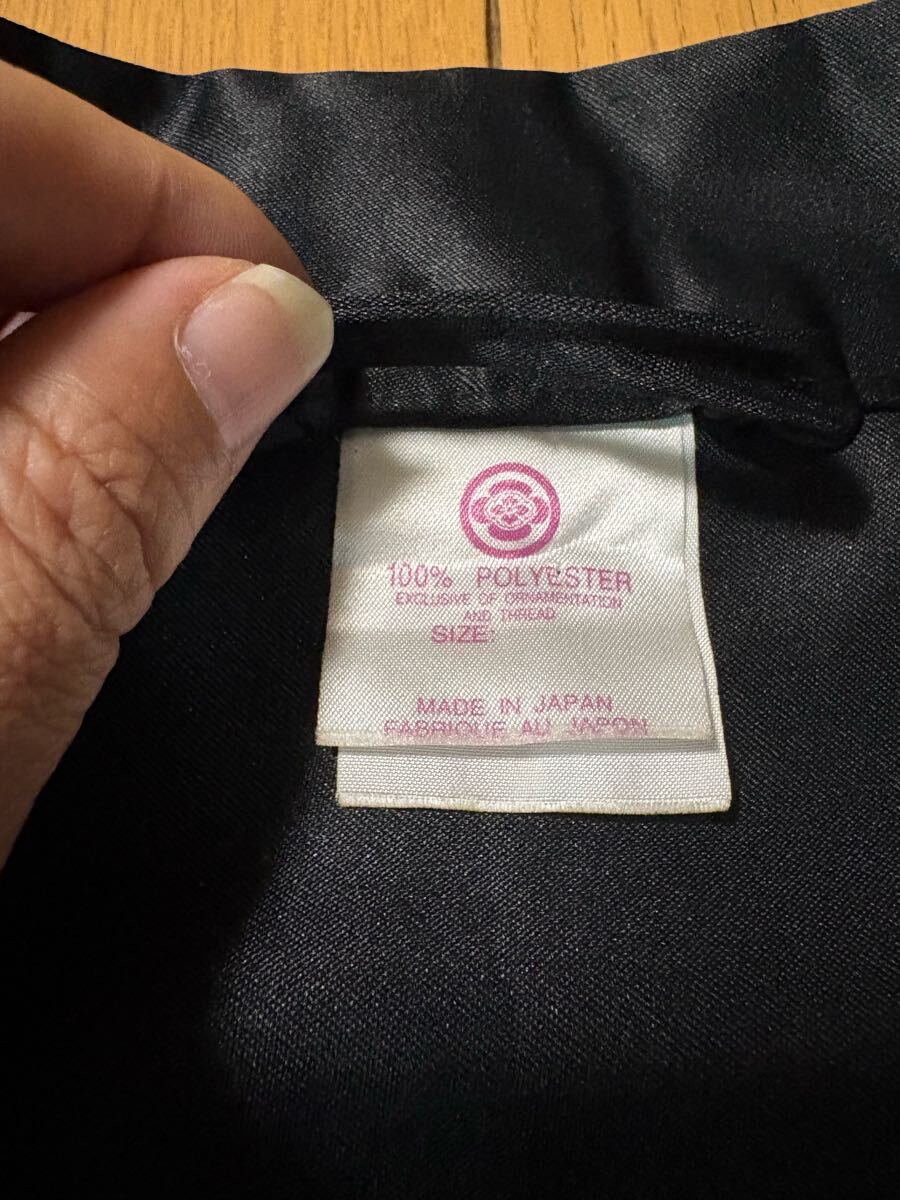 100% POLYESTER
EXCLUSIVE OF ORNAMENTATION
AND THREAD
SIZE:
MADE IN JAPAN
FABRIQUE AU JAPON